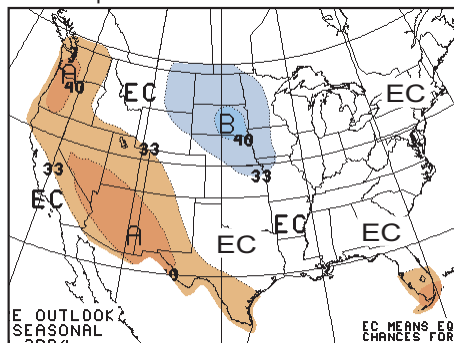 A
40
EC
EC
B
40
33
33
33
EC
EC
EC
EC
A
0
E OUTLOOK
SEASONAL
EC MEANS EQ
CHANCES FOR